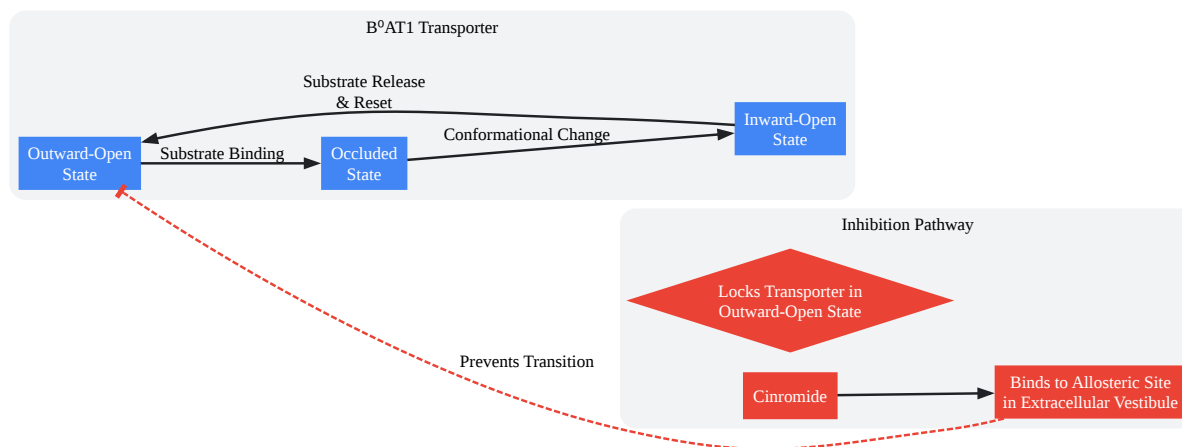 B⁰AT1 Transporter
Substrate Release
& Reset
Inward-Open
State
Conformational Change
Outward-Open
State
Substrate Binding
Occluded
State
Inhibition Pathway
Locks Transporter in
Outward-Open State
Prevents Transition
Cinromide
Binds to Allosteric Site
in Extracellular Vestibule